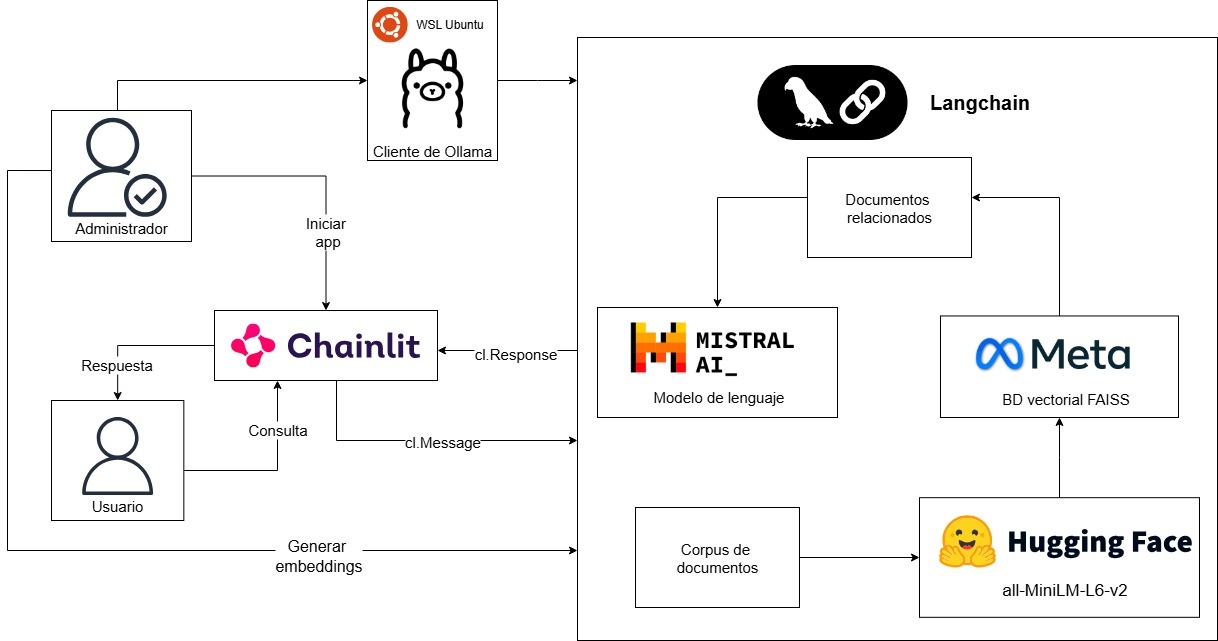 WSL Ubuntu
Cliente de Ollama
Langchain
Administrador
Iniciar
app
Documentos
relacionados
Chainlit
cl.Response
MISTRAL
AI_
Modelo de lenguaje
Meta
BD vectorial FAISS
Respuesta
Consulta
cl.Message
Usuario
Generar
embeddings
Corpus de
documentos
Hugging Face
all-MiniLM-L6-v2